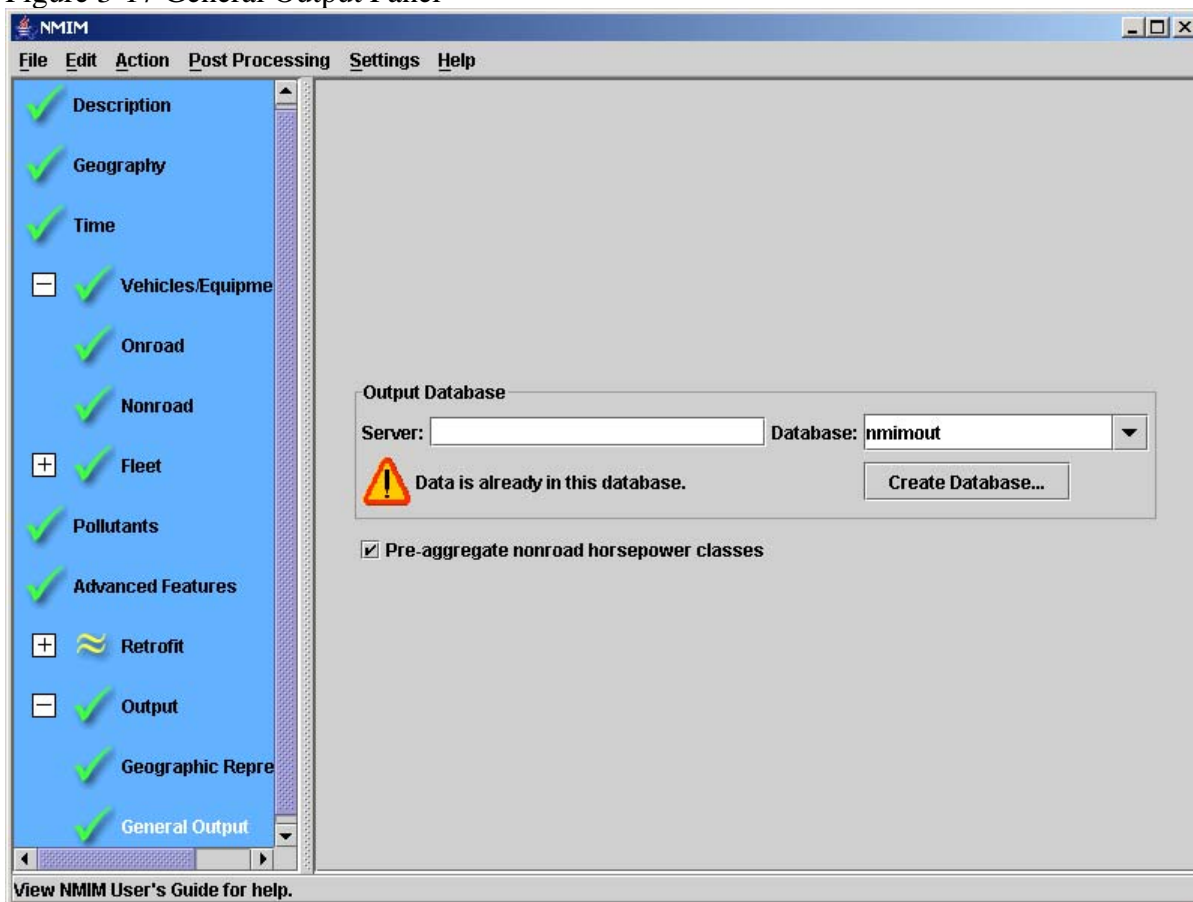 Figure 3-17 General Output Panel
NMIM
File Edit Action Post Processing Settings Help
Description
Geography
Time
Vehicles/Equipme
Onroad
Nonroad
Fleet
Pollutants
Advanced Features
Retrofit
Output
Geographic Repre
General Output
Output Database
Server: Database: nmimout
Data is already in this database. Create Database...
Pre-aggregate nonroad horsepower classes
View NMIM User's Guide for help.